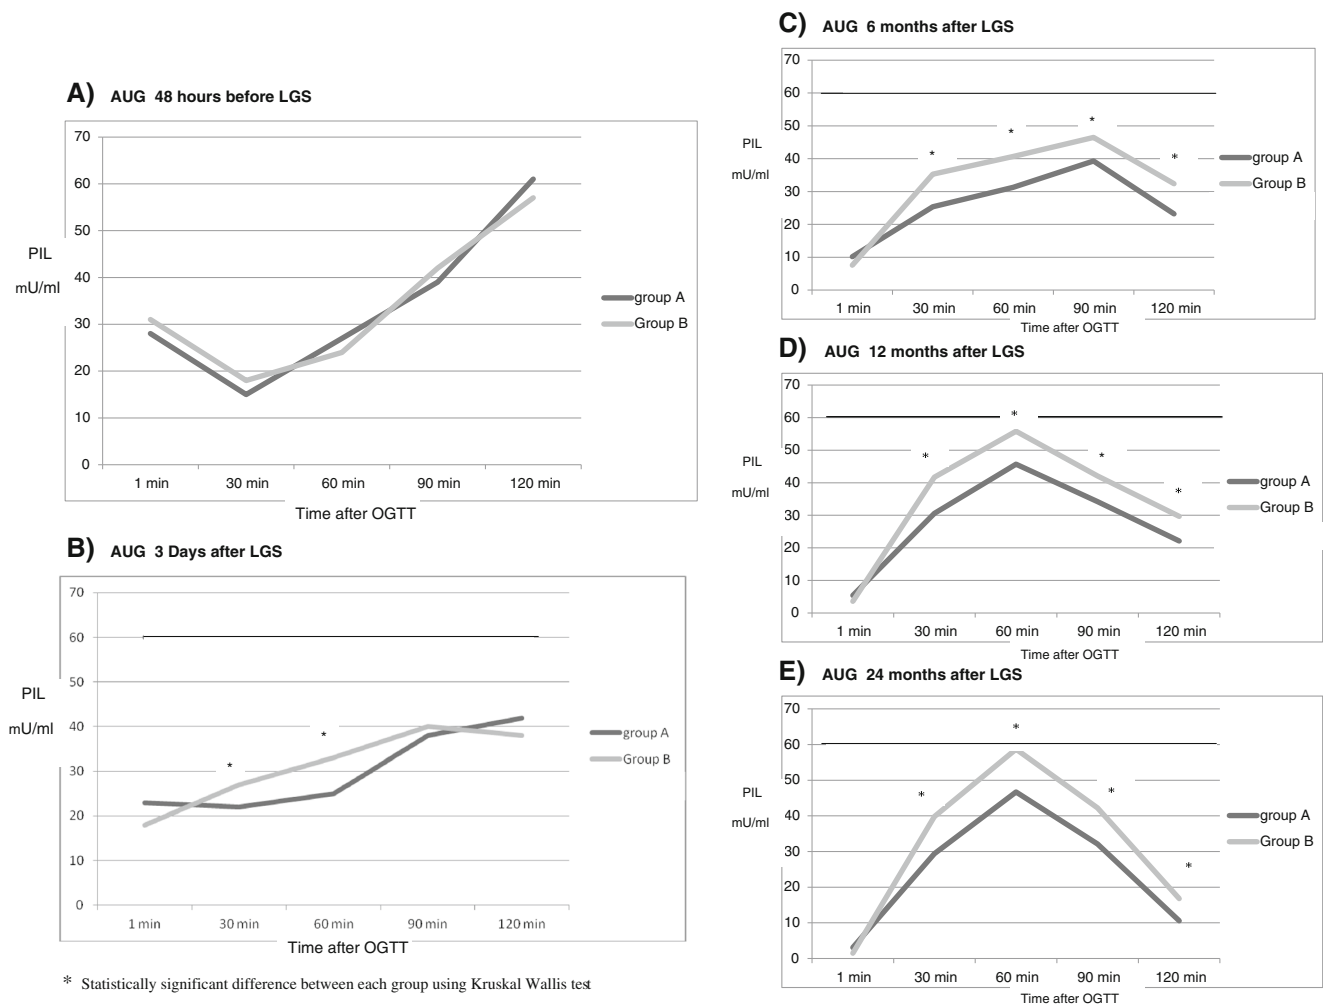 A) AUG 48 hours before LGS
70
60
50
40
30
20
10
0
PIL
mU/ml
1 min 30 min 60 min 90 min 120 min
Time after OGTT
group A
Group B
B) AUG 3 Days after LGS
70
60
50
40
30
20
10
0
PIL
mU/ml
*
*
1 min 30 min 60 min 90 min 120 min
Time after OGTT
group A
Group B
* Statistically significant difference between each group using Kruskal Wallis test
C) AUG 6 months after LGS
70
60
50
40
30
20
10
0
PIL
mU/ml
* * * *
1 min 30 min 60 min 90 min 120 min
Time after OGTT
group A
Group B
D) AUG 12 months after LGS
70
60
50
40
30
20
10
0
PIL
mU/ml
* * * *
1 min 30 min 60 min 90 min 120 min
Time after OGTT
group A
Group B
E) AUG 24 months after LGS
70
60
50
40
30
20
10
0
PIL
mU/ml
* * * *
1 min 30 min 60 min 90 min 120 min
Time after OGTT
group A
Group B